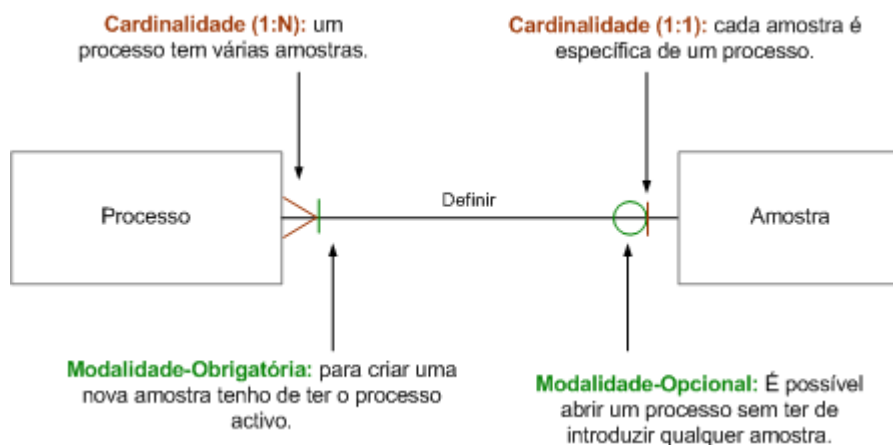 Cardinalidade (1:N): um
processo tem várias amostras.
Cardinalidade (1:1): cada amostra é
específica de um processo.
Processo
Definir
Amostra
Modalidade-Obrigatória: para criar uma
nova amostra tenho de ter o processo
activo.
Modalidade-Opcional: É possível
abrir um processo sem ter de
introduzir qualquer amostra.